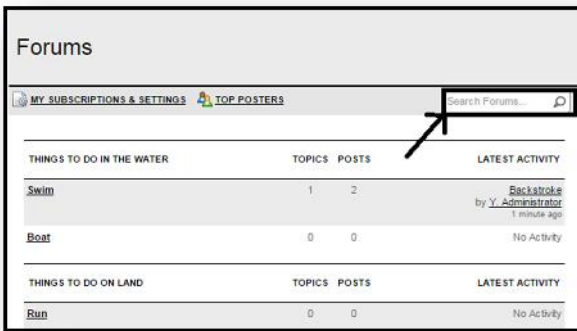 Forums
MY SUBSCRIPTIONS & SETTINGS TOP POSTERS Search Forums...
THINGS TO DO IN THE WATER TOPICS POSTS LATEST ACTIVITY
Swim 1 2 Backstroke
by Y. Administrator
1 minute ago
Boat 0 0 No Activity
THINGS TO DO ON LAND TOPICS POSTS LATEST ACTIVITY
Run 0 0 No Activity